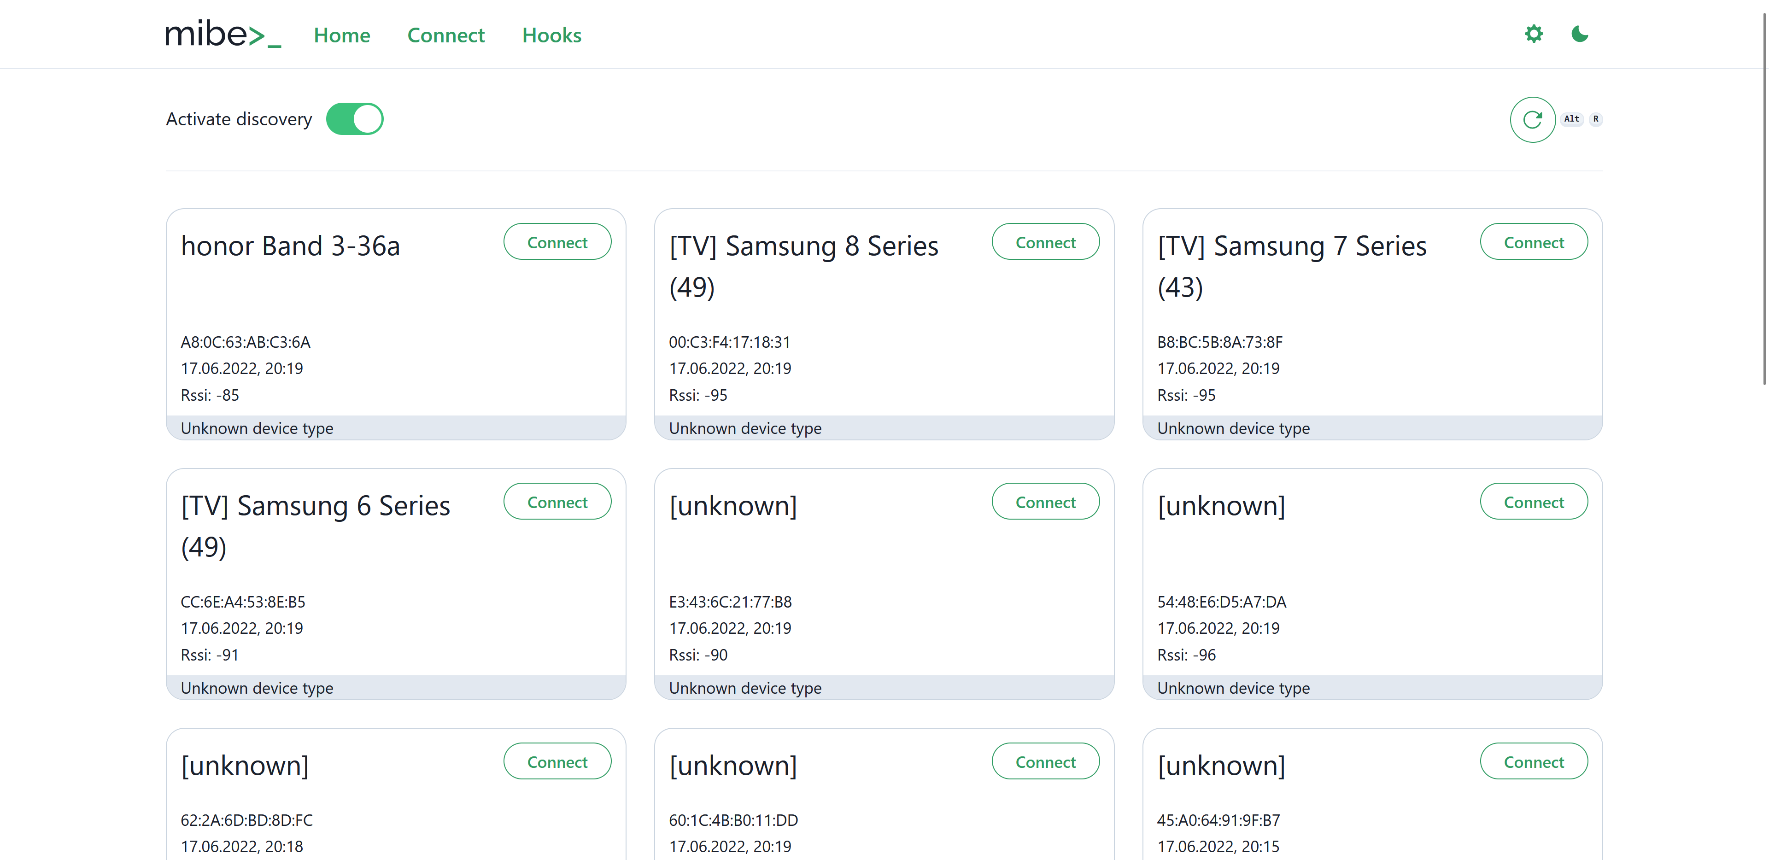 mibe>_ Home Connect Hooks
Activate discovery
Alt R
honor Band 3-36a
Connect
A8:0C:63:AB:C3:6A
17.06.2022, 20:19
Rssi: -85
Unknown device type
[TV] Samsung 8 Series
(49)
Connect
00:C3:F4:17:18:31
17.06.2022, 20:19
Rssi: -95
Unknown device type
[TV] Samsung 7 Series
(43)
Connect
B8:BC:5B:8A:73:8F
17.06.2022, 20:19
Rssi: -95
Unknown device type
[TV] Samsung 6 Series
(49)
Connect
CC:6E:A4:53:8E:B5
17.06.2022, 20:19
Rssi: -91
Unknown device type
[unknown]
Connect
E3:43:6C:21:77:B8
17.06.2022, 20:19
Rssi: -90
Unknown device type
[unknown]
Connect
54:48:E6:D5:A7:DA
17.06.2022, 20:19
Rssi: -96
Unknown device type
[unknown]
Connect
62:2A:6D:BD:8D:FC
17.06.2022, 20:18
[unknown]
Connect
60:1C:4B:B0:11:DD
17.06.2022, 20:19
[unknown]
Connect
45:A0:64:91:9F:B7
17.06.2022, 20:15